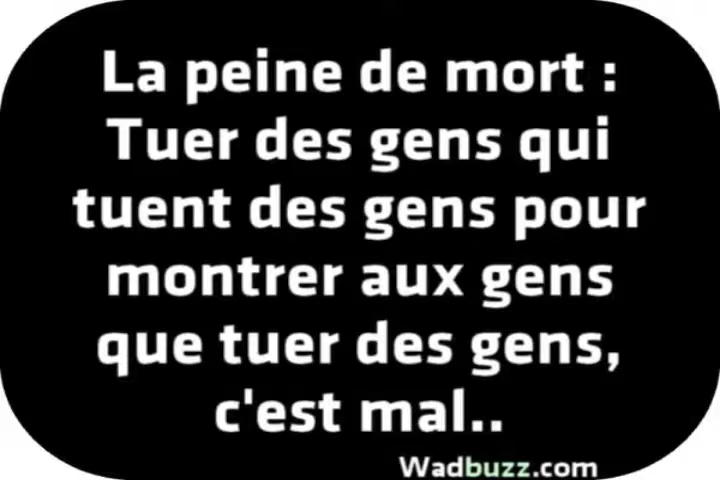 La peine de mort :
Tuer des gens qui
tuent des gens pour
montrer aux gens
que tuer des gens,
c'est mal..
Wadbuzz.com